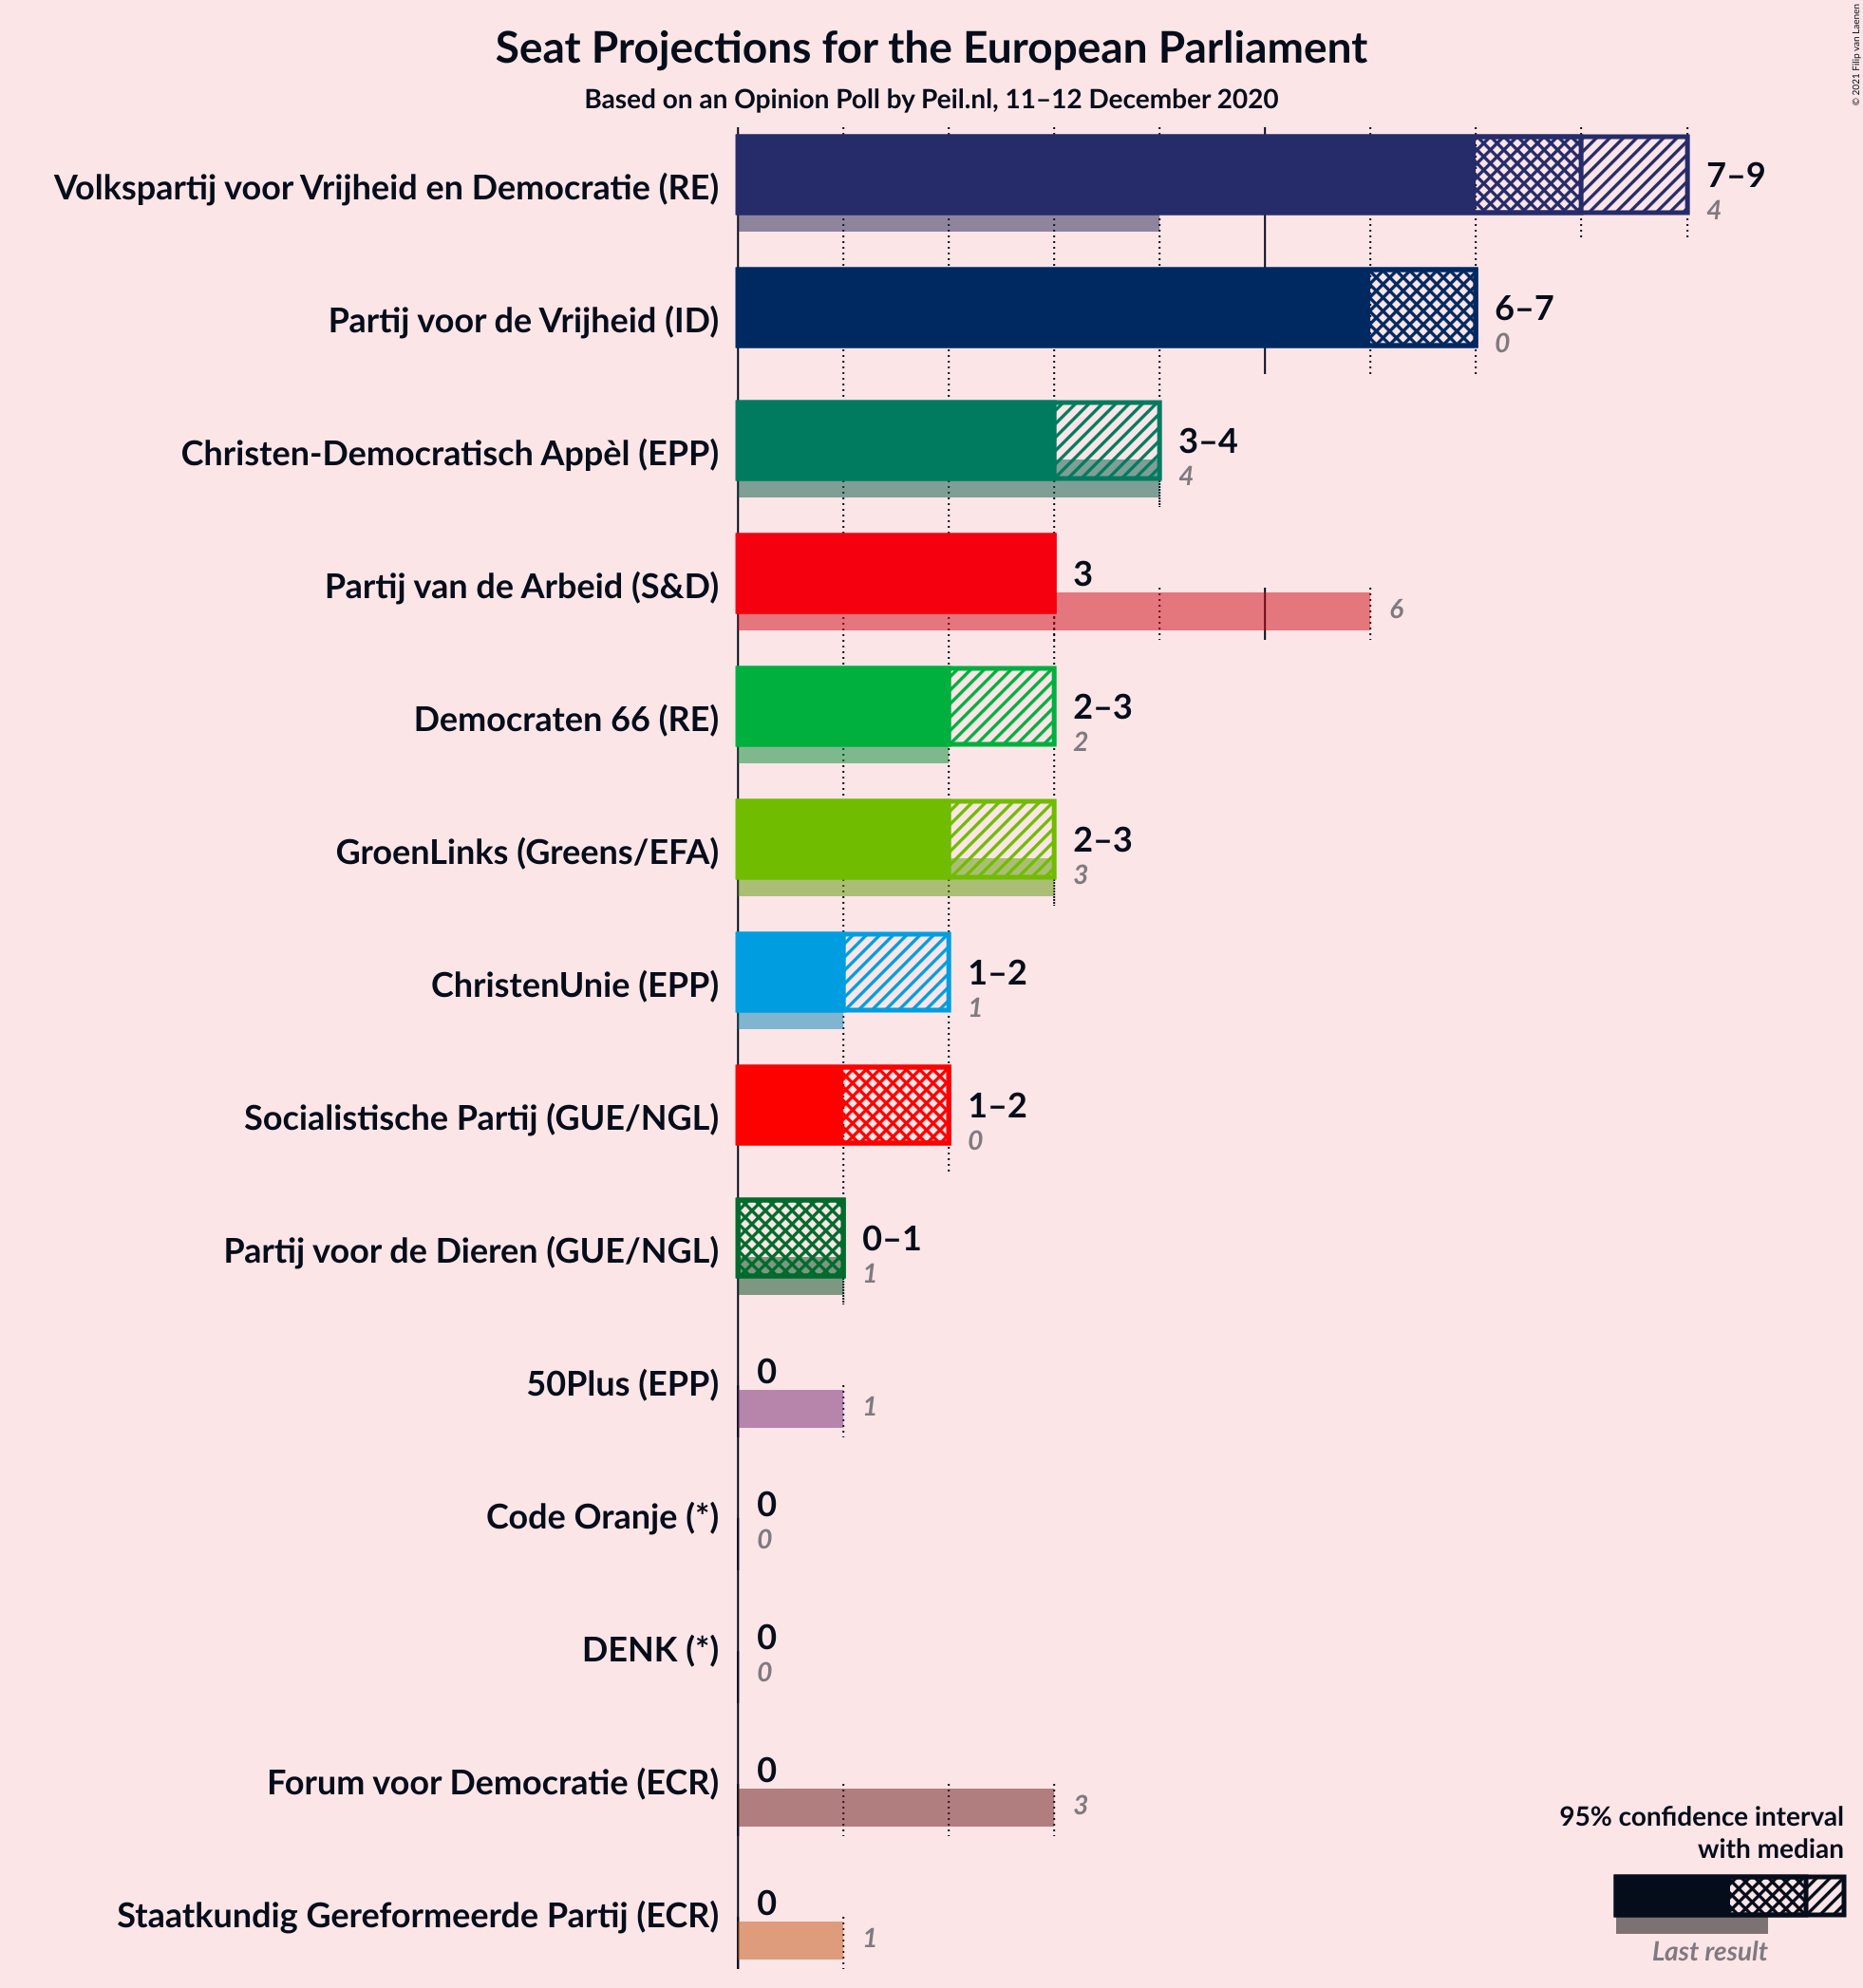 Seat Projections for the European Parliament
Based on an Opinion Poll by Peil.nl, 11–12 December 2020
© 2021 Filip van Laenen
Volkspartij voor Vrijheid en Democratie (RE)
7–9
4
Partij voor de Vrijheid (ID)
6–7
0
Christen-Democratisch Appèl (EPP)
3–4
4
Partij van de Arbeid (S&D)
3
6
Democraten 66 (RE)
2–3
2
GroenLinks (Greens/EFA)
2–3
3
ChristenUnie (EPP)
1–2
1
Socialistische Partij (GUE/NGL)
1–2
0
Partij voor de Dieren (GUE/NGL)
0–1
1
50Plus (EPP)
0
1
Code Oranje (*)
0
0
DENK (*)
0
0
Forum voor Democratie (ECR)
0
3
Staatkundig Gereformeerde Partij (ECR)
0
1
95% confidence interval
with median
Last result